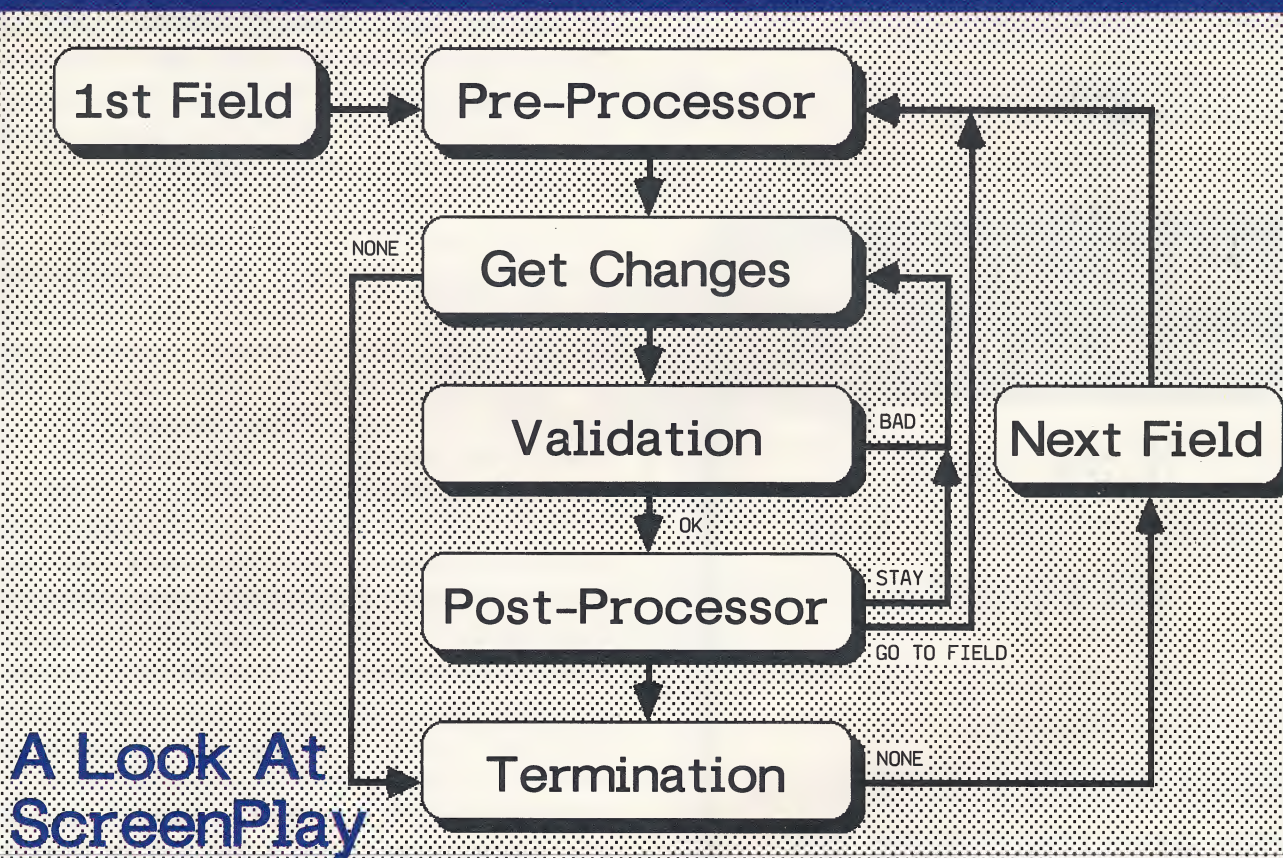 1st Field
Pre-Processor
NONE
Get Changes
Validation
BAD
Next Field
OK
Post-Processor
STAY
GO TO FIELD
Termination
NONE
A Look At
ScreenPlay